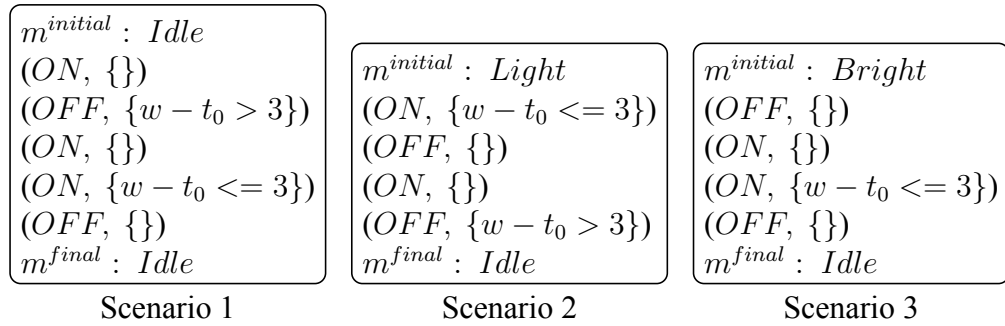 m^{initial} : Idle
(ON, {})
(OFF, {w − t_0 > 3})
(ON, {})
(ON, {w − t_0 <= 3})
(OFF, {})
m^{final} : Idle
Scenario 1
m^{initial} : Light
(ON, {w − t_0 <= 3})
(OFF, {})
(ON, {})
(OFF, {w − t_0 > 3})
m^{final} : Idle
Scenario 2
m^{initial} : Bright
(OFF, {})
(ON, {})
(ON, {w − t_0 <= 3})
(OFF, {})
m^{final} : Idle
Scenario 3